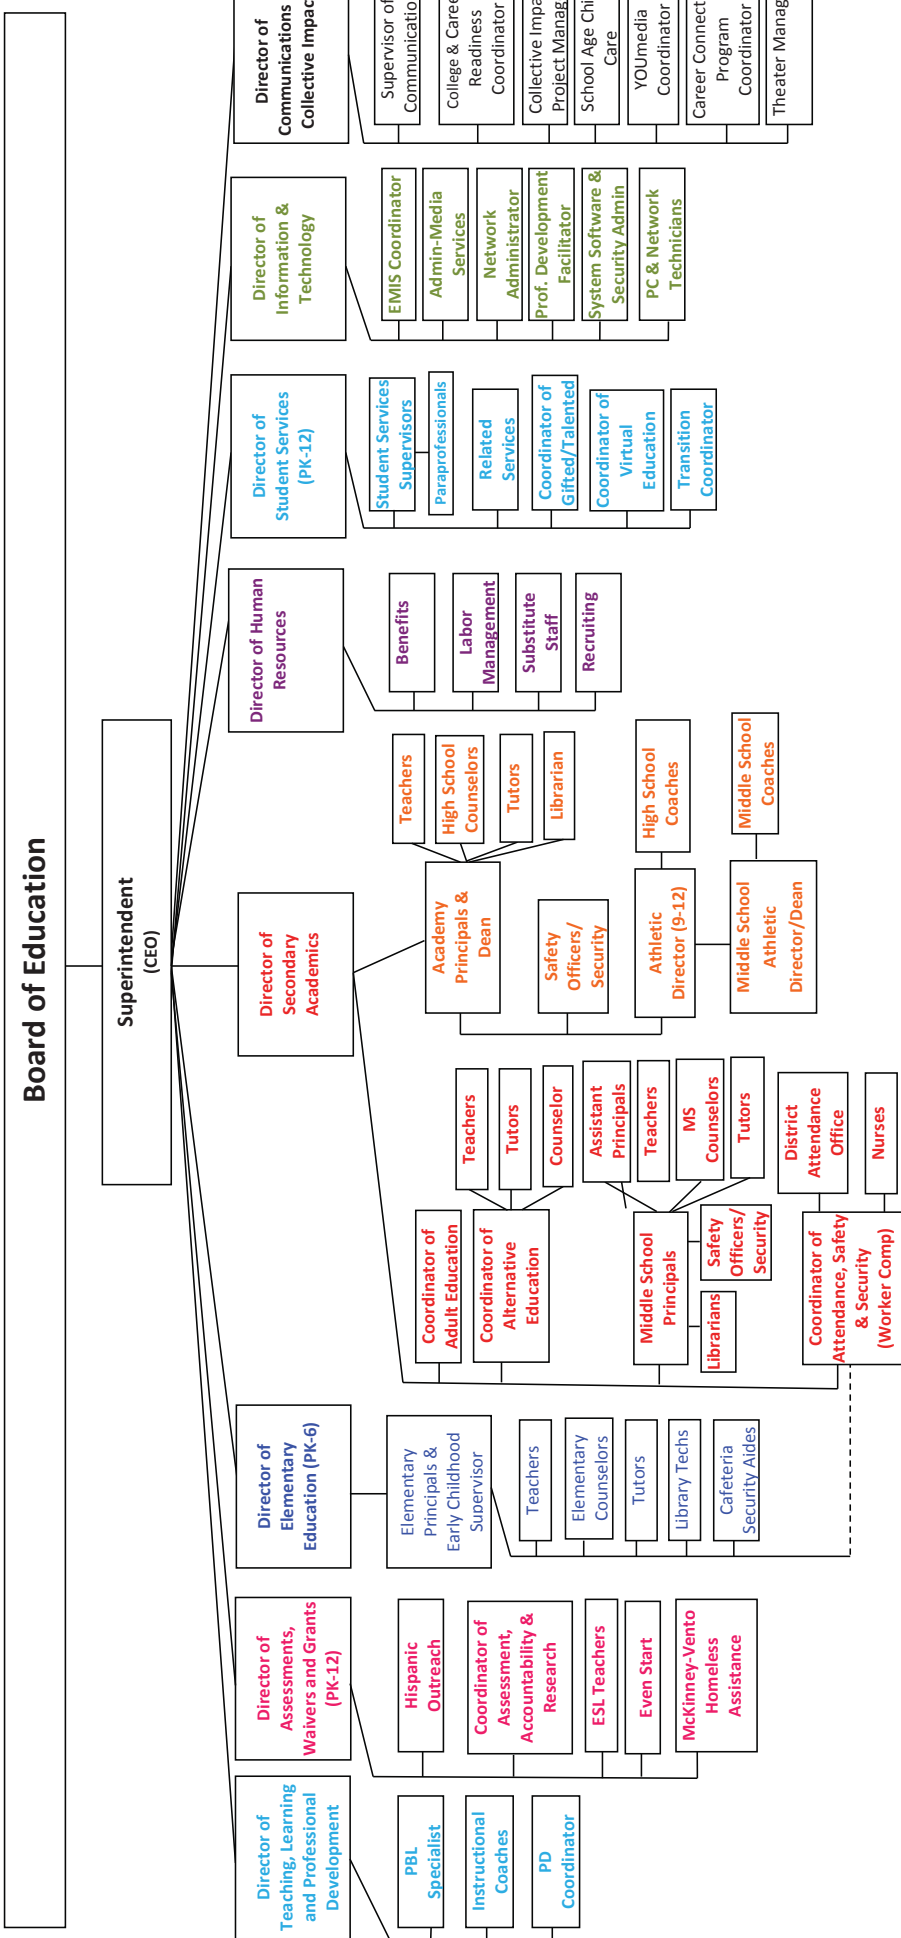 Board of Education
Superintendent
(CEO)
Director of
Teaching, Learning
and Professional
Development
PBL
Specialist
Instructional
Coaches
PD
Coordinator
Director of
Assessments,
Waivers and Grants
(PK-12)
Hispanic
Outreach
Coordinator of
Assessment,
Accountability &
Research
ESL Teachers
Even Start
McKinney-Vento
Homeless
Assistance
Director of
Elementary
Education (PK-6)
Elementary
Principals &
Early Childhood
Supervisor
Teachers
Elementary
Counselors
Tutors
Library Techs
Cafeteria
Security Aides
Director of
Secondary
Academics
Coordinator of
Adult Education
Coordinator of
Alternative
Education
Teachers
Tutors
Counselor
Middle School
Principals
Assistant
Principals
Teachers
MS
Counselors
Tutors
Librarians
Safety
Officers/
Security
Coordinator of
Attendance, Safety
& Security
(Worker Comp)
District
Attendance
Office
Nurses
Academy
Principals &
Dean
Teachers
High School
Counselors
Tutors
Librarian
Safety
Officers/
Security
Athletic
Director (9-12)
High School
Coaches
Middle School
Athletic
Director/Dean
Middle School
Coaches
Director of Human
Resources
Benefits
Labor
Management
Substitute
Staff
Recruiting
Director of
Student Services
(PK-12)
Student Services
Supervisors
Paraprofessionals
Related
Services
Coordinator of
Gifted/Talented
Coordinator of
Virtual
Education
Transition
Coordinator
Director of
Information &
Technology
EMIS Coordinator
Admin-Media
Services
Network
Administrator
Prof. Development
Facilitator
System Software &
Security Admin
PC & Network
Technicians
Director of
Communications
Collective Impac
Supervisor of
Communicatio
College & Caree
Readiness
Coordinator
Collective Impa
Project Manag
School Age Chi
Care
YOUmedia
Coordinator
Career Connect
Program
Coordinator
Theater Manag